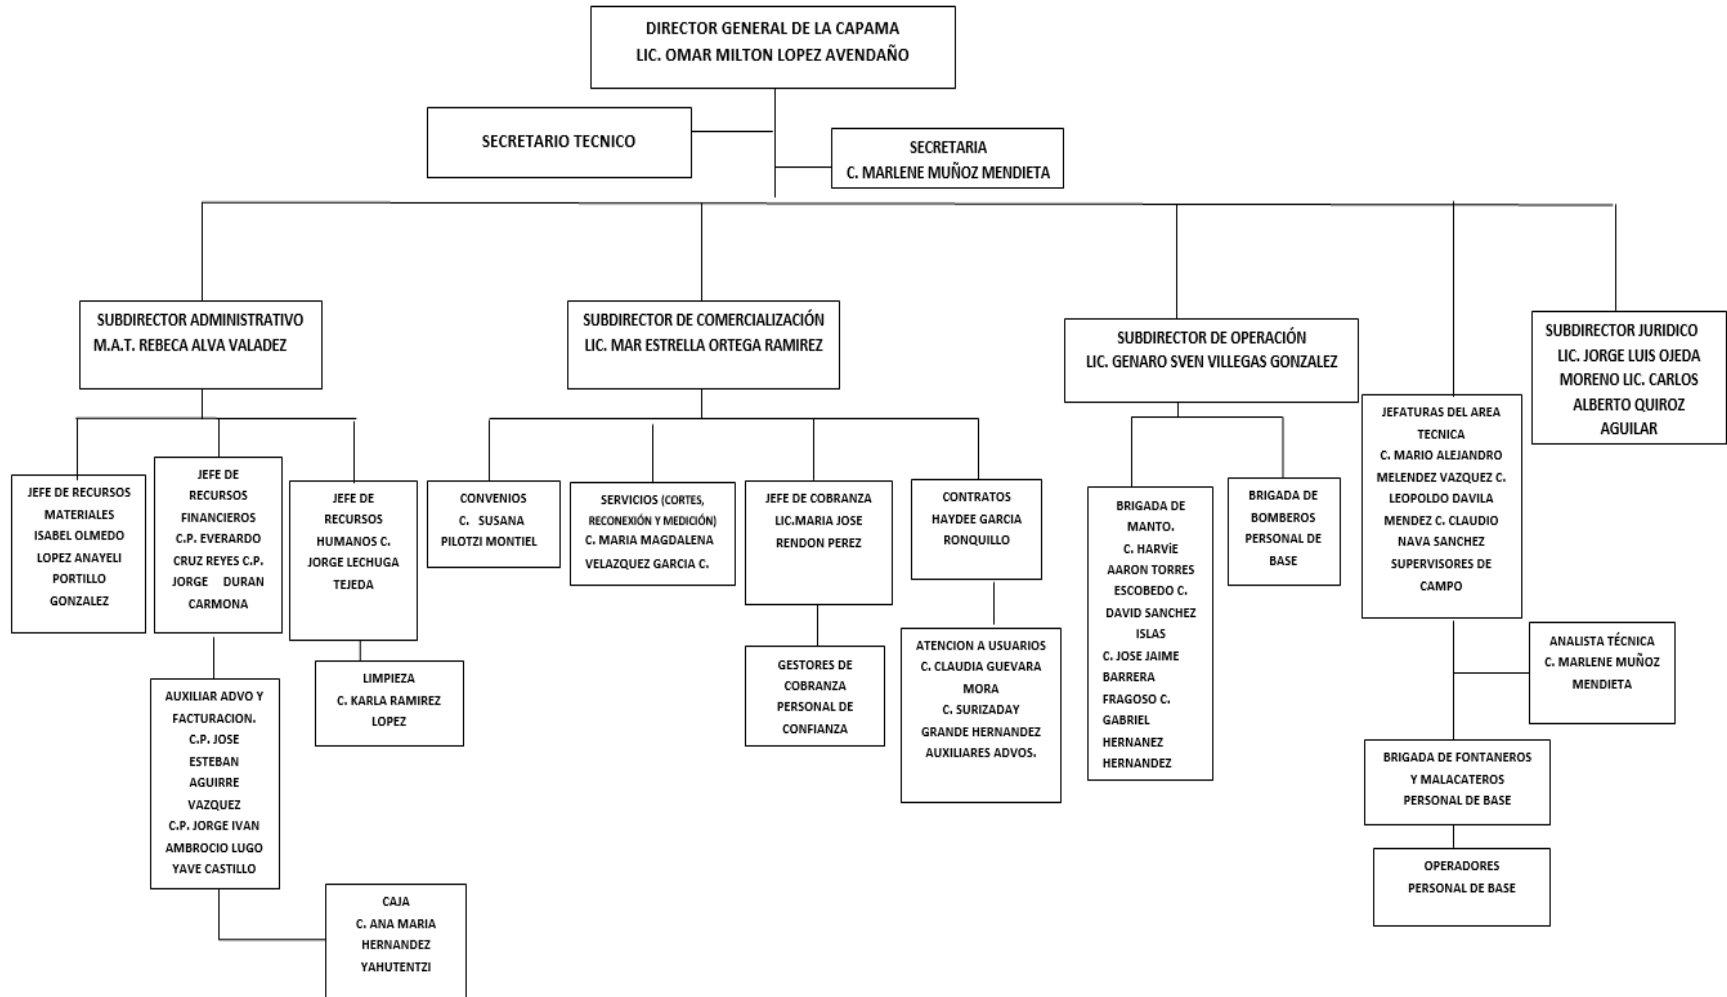 DIRECTOR GENERAL DE LA CAPAMA
LIC. OMAR MILTON LOPEZ AVENDAÑO
SECRETARIO TECNICO
SECRETARIA
C. MARLENE MUÑOZ MENDIETA
SUBDIRECTOR ADMINISTRATIVO
M.A.T. REBECA ALVA VALADEZ
SUBDIRECTOR DE COMERCIALIZACIÓN
LIC. MAR ESTRELLA ORTEGA RAMIREZ
SUBDIRECTOR DE OPERACIÓN
LIC. GENARO SVEN VILLEGAS GONZALEZ
SUBDIRECTOR JURIDICO
LIC. JORGE LUIS OJEDA
MORENO LIC. CARLOS
ALBERTO QUIROZ
AGUILAR
JEFE DE RECURSOS
MATERIALES
ISABEL OLMEDO
LOPEZ ANAYELI
PORTILLO
GONZALEZ
JEFE DE
RECURSOS
FINANCIEROS
C.P. EVERARDO
CRUZ REYES C.P.
JORGE DURAN
CARMONA
JEFE DE
RECURSOS
HUMANOS C.
JORGE LECHUGA
TEJEDA
CONVENIOS
C. SUSANA
PILOTZI MONTIEL
SERVICIOS (CORTES,
RECONEXIÓN Y MEDICIÓN)
C. MARIA MAGDALENA
VELAZQUEZ GARCIA C.
JEFE DE COBRANZA
LIC.MARIA JOSE
RENDON PEREZ
CONTRATOS
HAYDEE GARCIA
RONQUILLO
BRIGADA DE
MANTO.
C. HARViE
AARON TORRES
ESCOBEDO C.
DAVID SANCHEZ
ISLAS
C. JOSE JAIME
BARRERA
FRAGOSO C.
GABRIEL
HERNANEZ
HERNANDEZ
BRIGADA DE
BOMBEROS
PERSONAL DE
BASE
JEFATURAS DEL AREA
TECNICA
C. MARIO ALEJANDRO
MELENDEZ VAZQUEZ C.
LEOPOLDO DAVILA
MENDEZ C. CLAUDIO
NAVA SANCHEZ
SUPERVISORES DE
CAMPO
AUXILIAR ADVO Y
FACTURACION.
C.P. JOSE
ESTEBAN
AGUIRRE
VAZQUEZ
C.P. JORGE IVAN
AMBROCIO LUGO
YAVE CASTILLO
LIMPIEZA
C. KARLA RAMIREZ
LOPEZ
GESTORES DE
COBRANZA
PERSONAL DE
CONFIANZA
ATENCION A USUARIOS
C. CLAUDIA GUEVARA
MORA
C. SURIZADAY
GRANDE HERNANDEZ
AUXILIARES ADVOS.
ANALISTA TÉCNICA
C. MARLENE MUÑOZ
MENDIETA
BRIGADA DE FONTANEROS
Y MALACATEROS
PERSONAL DE BASE
OPERADORES
PERSONAL DE BASE
CAJA
C. ANA MARIA
HERNANDEZ
YAHUTENTZI